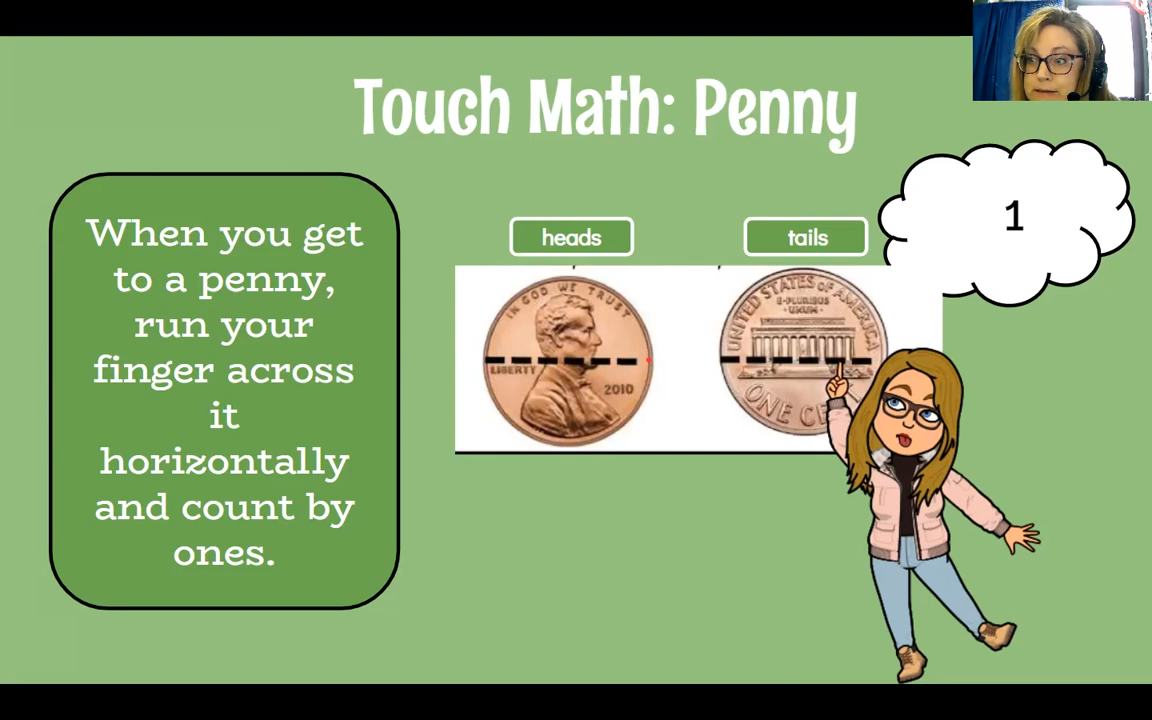 Touch Math: Penny
When you get
to a penny,
run your
finger across
it
horizontally
and count by
ones.
heads
tails
1
IN GOD WE TRUST
LIBERTY
2010
UNITED STATES OF AMERICA
E·PLURIBUS
·UNUM·
ONE CE